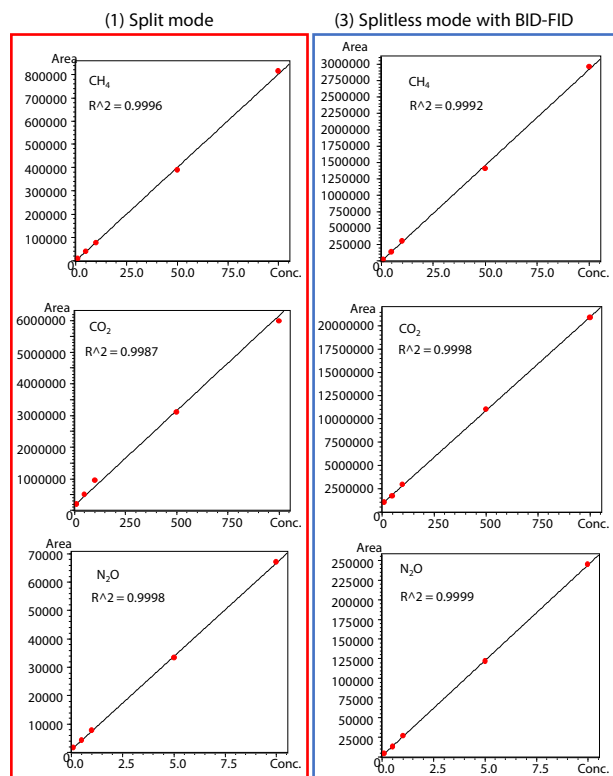 (1) Split mode
Area
CH₄
R^2 = 0.9996
800000
700000
600000
500000
400000
300000
200000
100000
0
0 25.0 50.0 75.0 Conc.
Area
CO₂
R^2 = 0.9987
6000000
5000000
4000000
3000000
2000000
1000000
0
0 250 500 750 Conc.
Area
N₂O
R^2 = 0.9998
70000
60000
50000
40000
30000
20000
10000
0
0.0 2.5 5.0 7.5 Conc.
(3) Splitless mode with BID-FID
Area
CH₄
R^2 = 0.9992
3000000
2750000
2500000
2250000
2000000
1750000
1500000
1250000
1000000
750000
500000
250000
0
0.0 25.0 50.0 75.0 Conc.
Area
CO₂
R^2 = 0.9998
20000000
17500000
15000000
12500000
10000000
7500000
5000000
2500000
0
0 250 500 750 Conc.
Area
N₂O
R^2 = 0.9999
250000
225000
200000
175000
150000
125000
100000
75000
50000
25000
0
0.0 2.5 5.0 7.5 Conc.